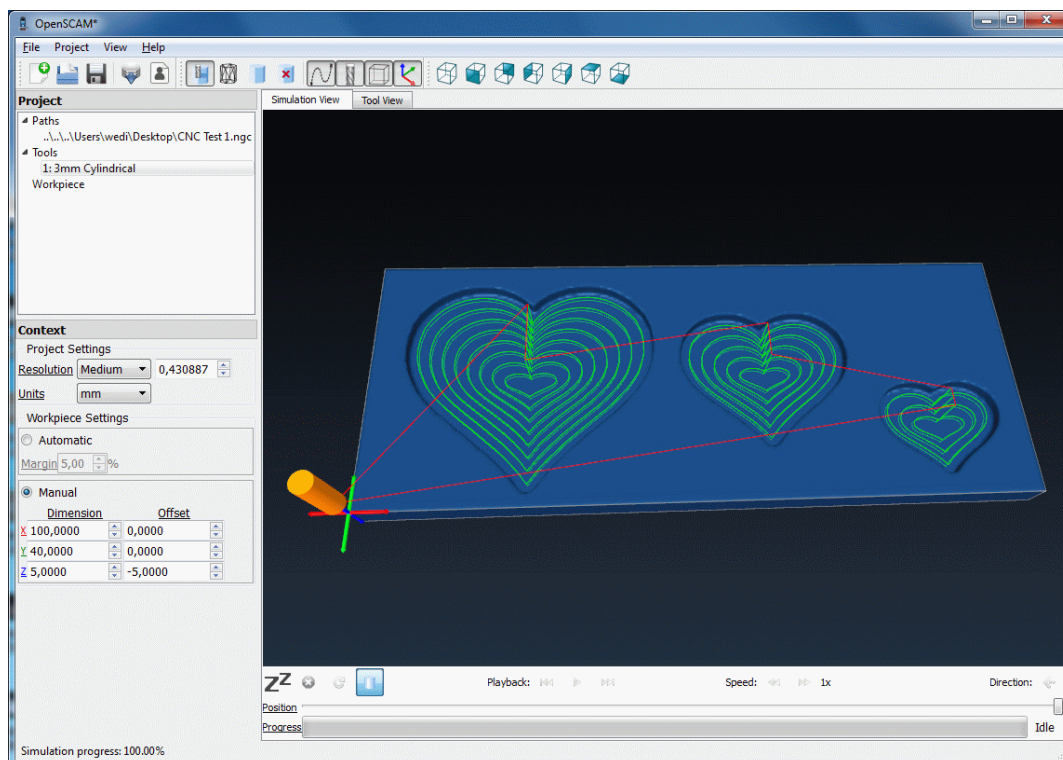 OpenSCAM*
File Project View Help
Project
Simulation View Tool View
Paths
..\..\..\Users\wedi\Desktop\CNC Test 1.ngc
Tools
1: 3mm Cylindrical
Workpiece
Context
Project Settings
Resolution Medium 0,430887
Units mm
Workpiece Settings
Automatic
Margin 5,00 %
Manual
Dimension Offset
X 100,0000 0,0000
Y 40,0000 0,0000
Z 5,0000 -5,0000
zZ Playback: Speed: 1x Direction:
Position
Progress Idle
Simulation progress: 100.00%